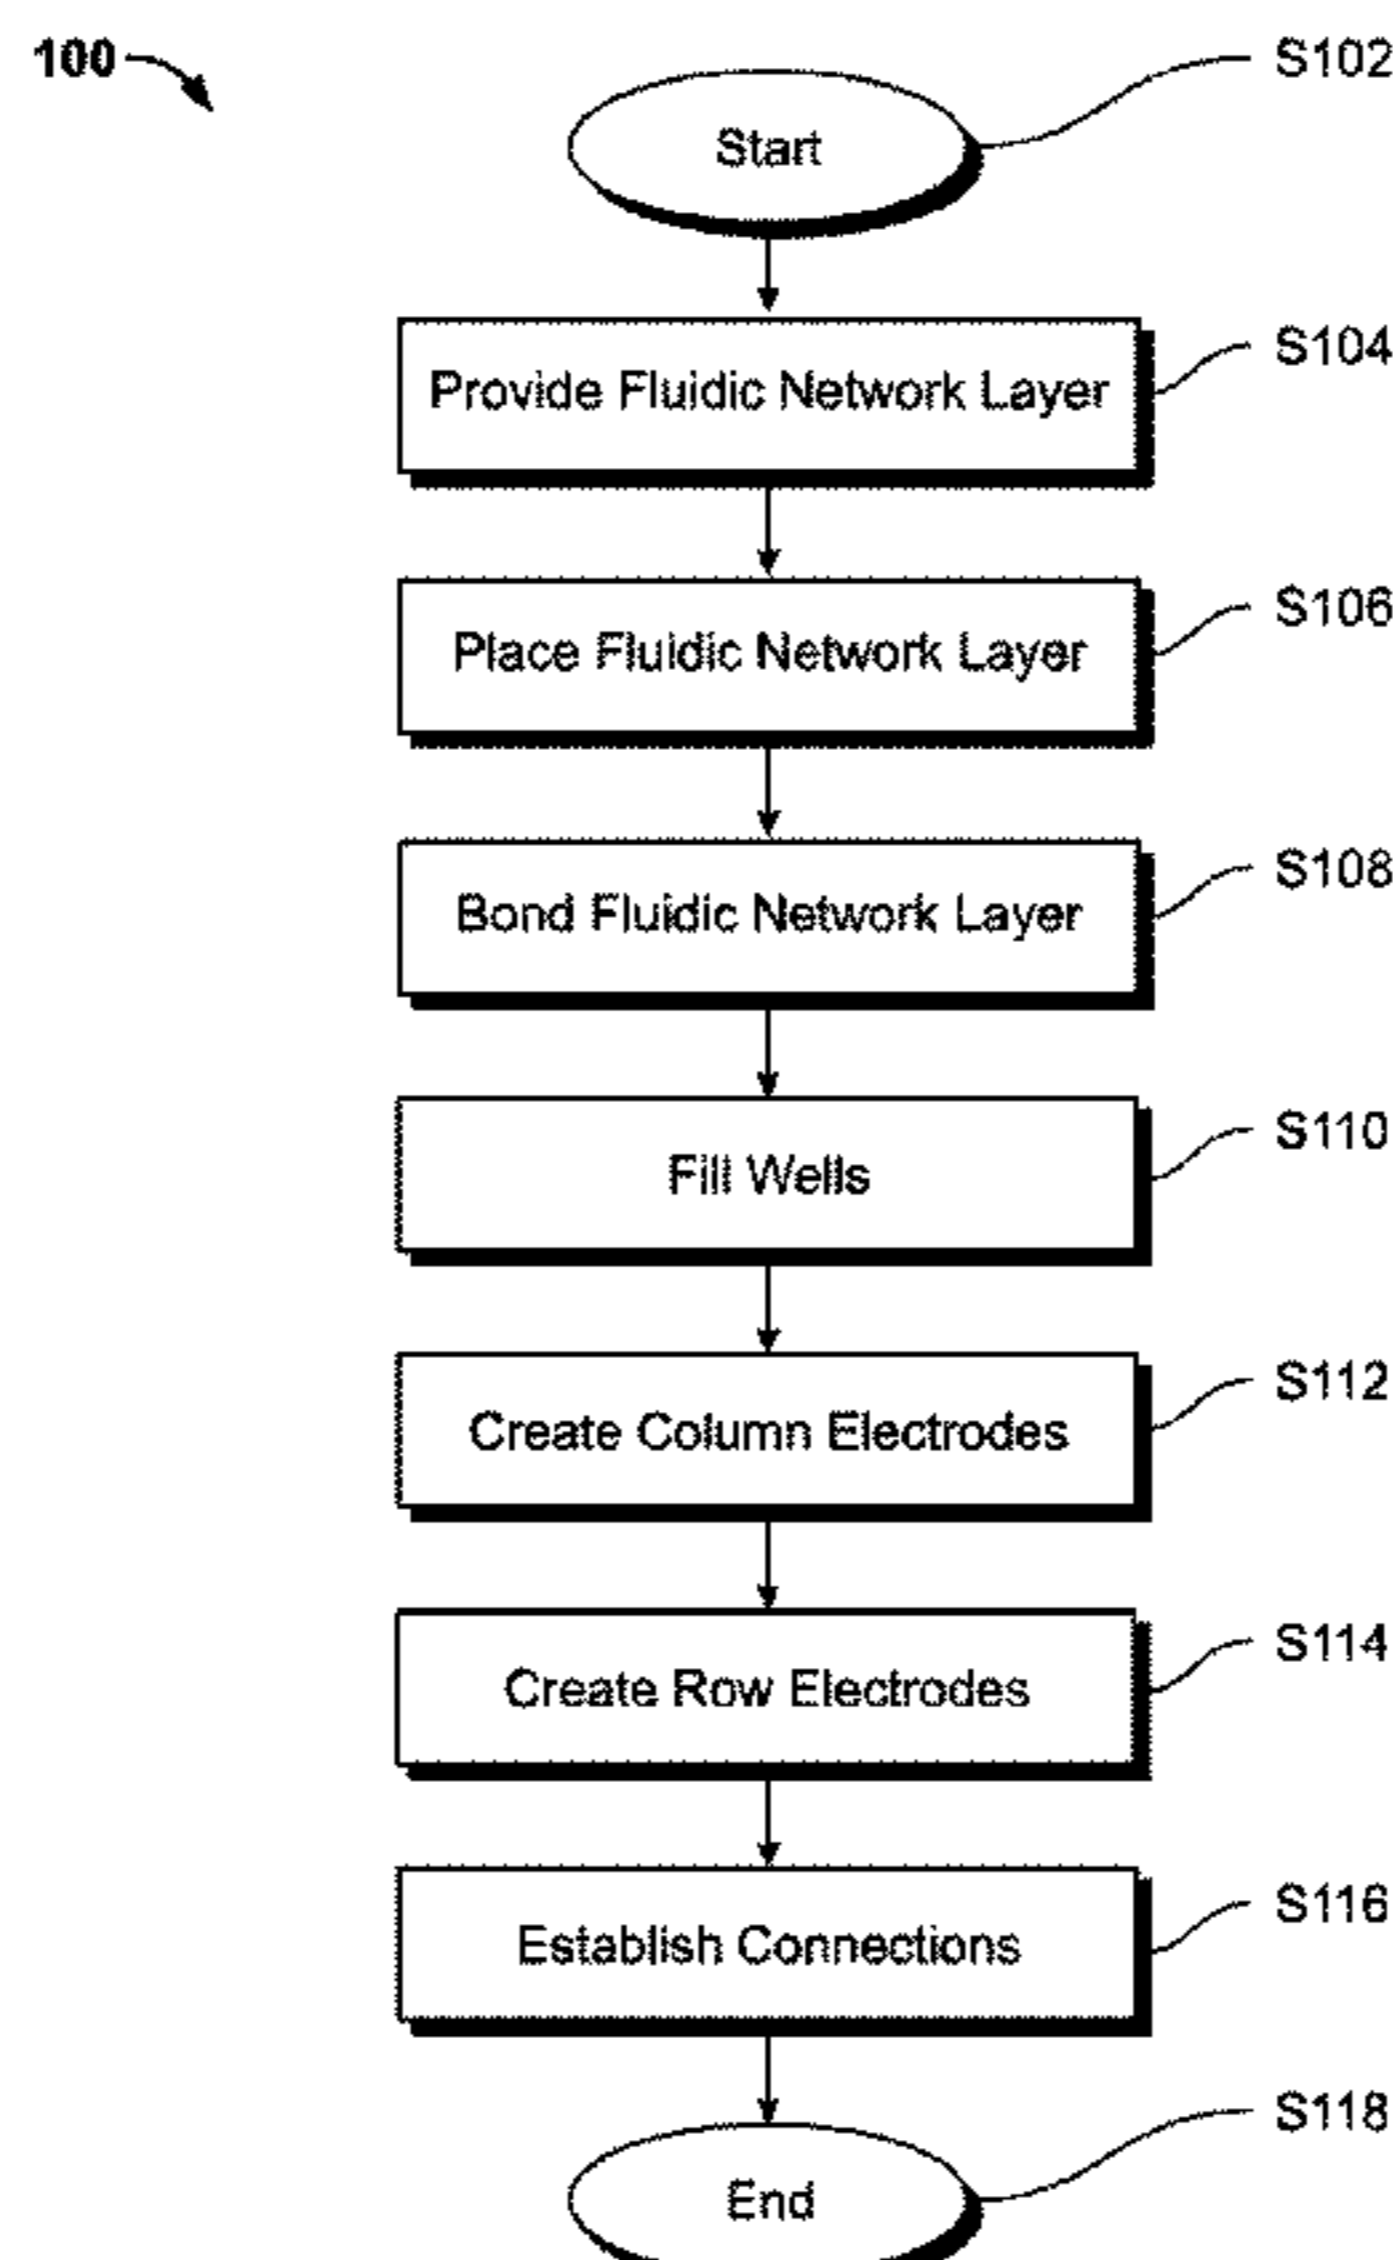 100
S102
Start
S104
Provide Fluidic Network Layer
S106
Place Fluidic Network Layer
S108
Bond Fluidic Network Layer
S110
Fill Wells
S112
Create Column Electrodes
S114
Create Row Electrodes
S116
Establish Connections
S118
End